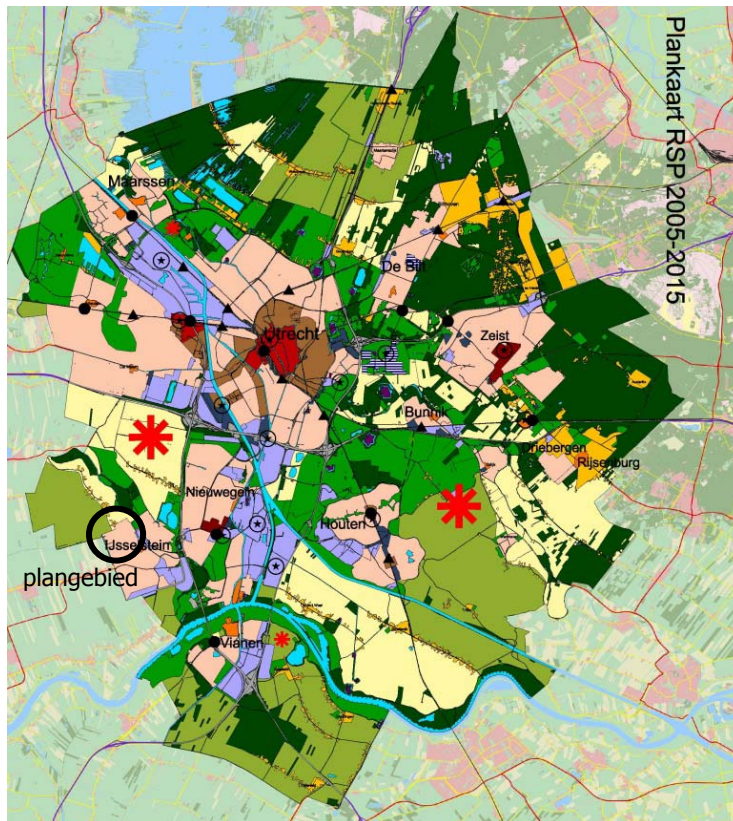 Plankaart RSP 2005-2015
Maarssen
De Bilt
Utrecht
Zeist
Bunnik
Driebergen
Rijsenburg
Nieuwegein
Houten
IJsselstein
plangebied
Vianen